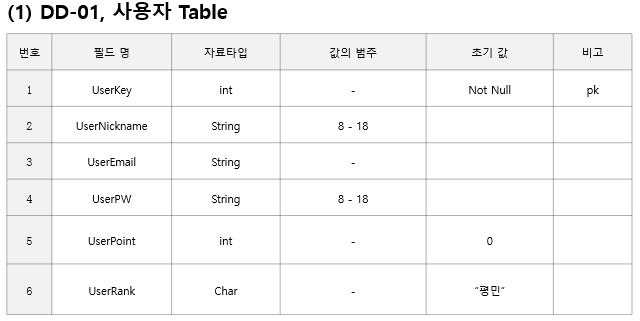 (1) DD-01, 사용자 Table
번호 필드 명 자료타입 값의 범주 초기 값 비고
1 UserKey int - Not Null pk
2 UserNickname String 8 - 18
3 UserEmail String -
4 UserPW String 8 - 18
5 UserPoint int - 0
6 UserRank Char - “평민”